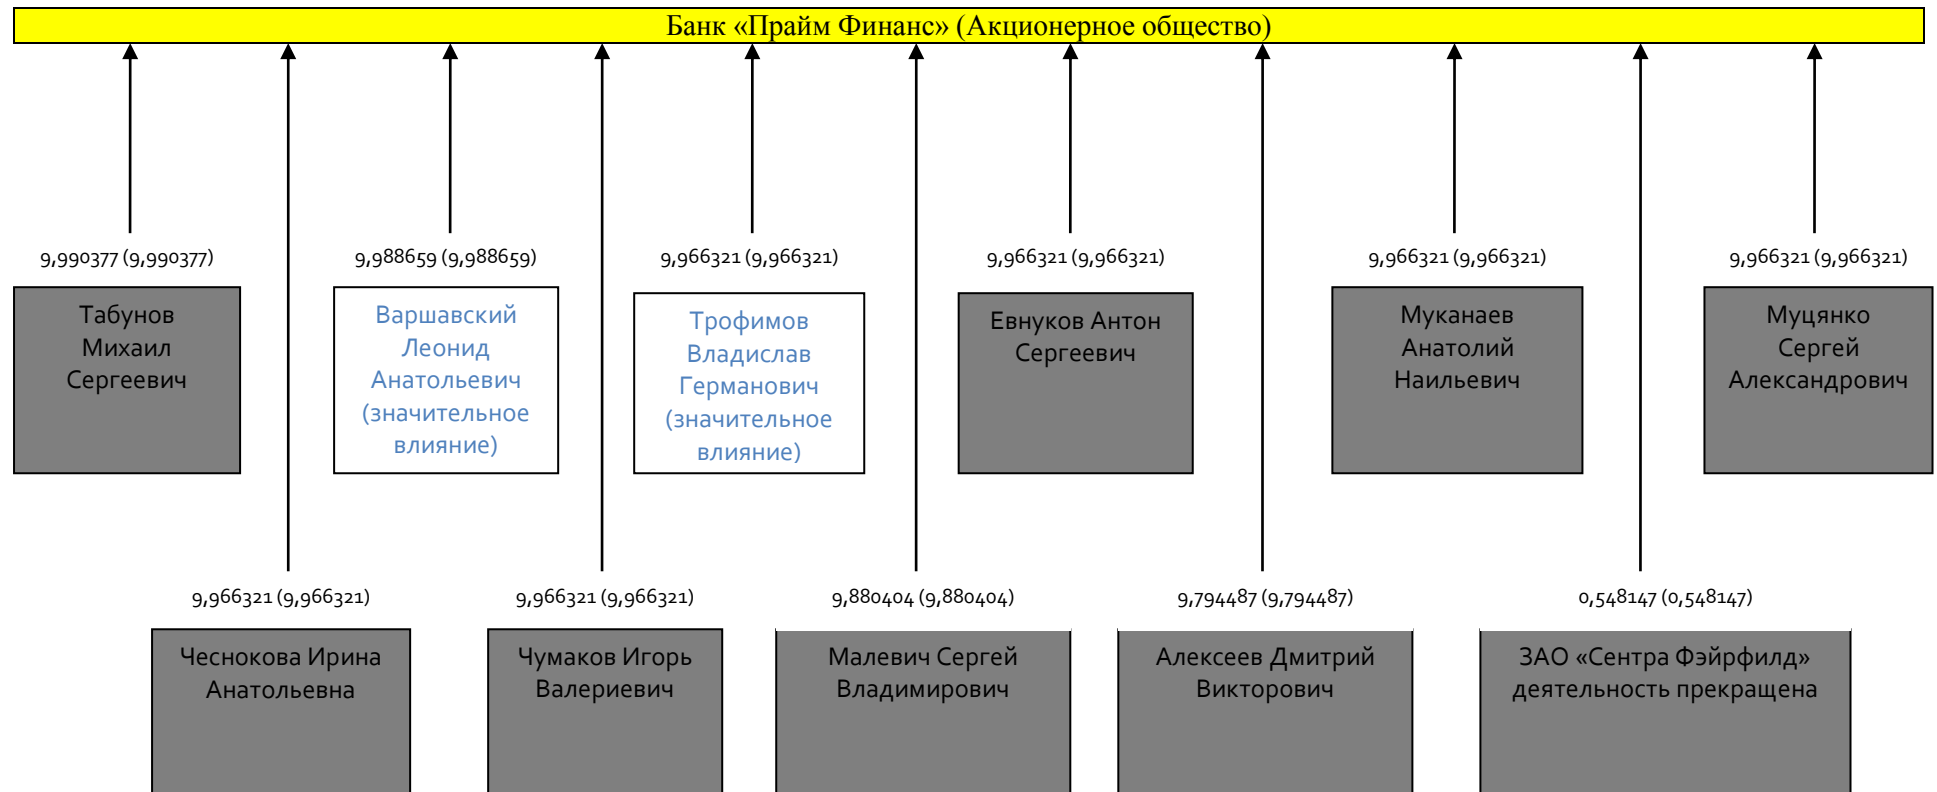 Банк «Прайм Финанс» (Акционерное общество)
9,990377 (9,990377)
Табунов
Михаил
Сергеевич
9,988659 (9,988659)
Варшавский
Леонид
Анатольевич
(значительное
влияние)
9,966321 (9,966321)
Трофимов
Владислав
Германович
(значительное
влияние)
9,966321 (9,966321)
Евнуков Антон
Сергеевич
9,966321 (9,966321)
Муканаев
Анатолий
Наильевич
9,966321 (9,966321)
Муцянко
Сергей
Александрович
9,966321 (9,966321)
Чеснокова Ирина
Анатольевна
9,966321 (9,966321)
Чумаков Игорь
Валериевич
9,880404 (9,880404)
Малевич Сергей
Владимирович
9,794487 (9,794487)
Алексеев Дмитрий
Викторович
0,548147 (0,548147)
ЗАО «Сентра Фэйрфилд»
деятельность прекращена